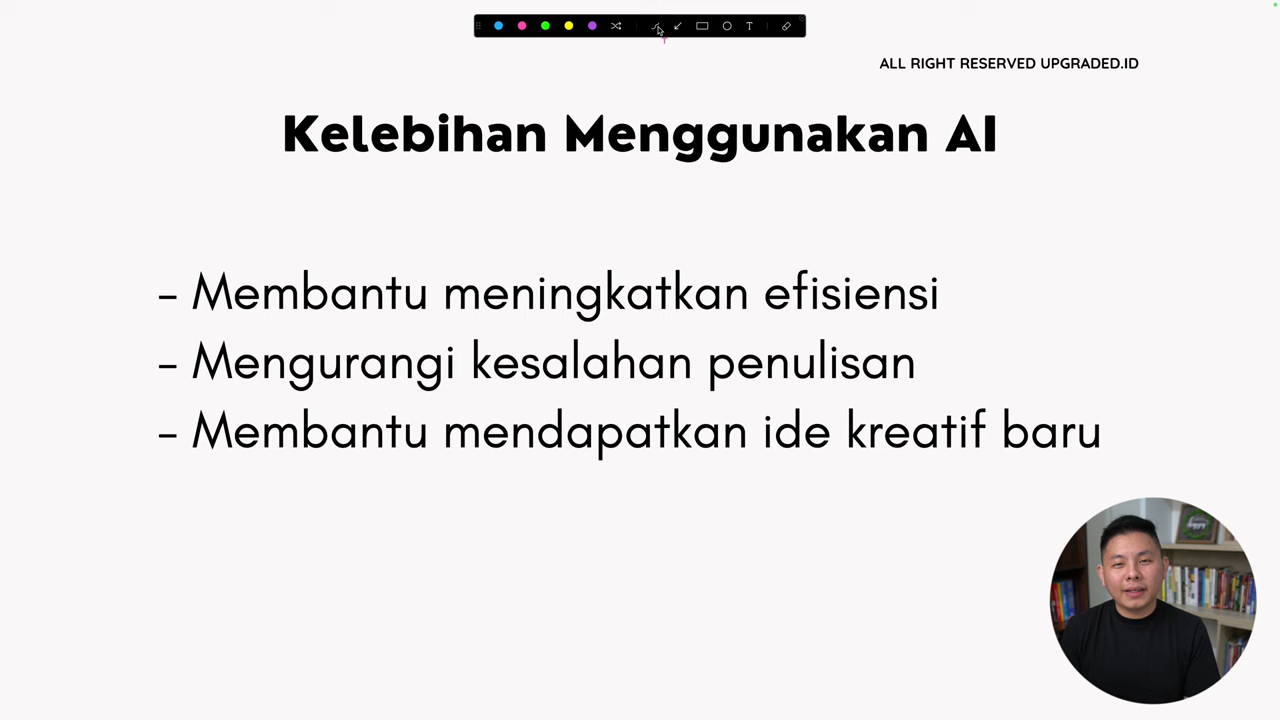 ALL RIGHT RESERVED UPGRADED.ID
Kelebihan Menggunakan AI
- Membantu meningkatkan efisiensi
- Mengurangi kesalahan penulisan
- Membantu mendapatkan ide kreatif baru